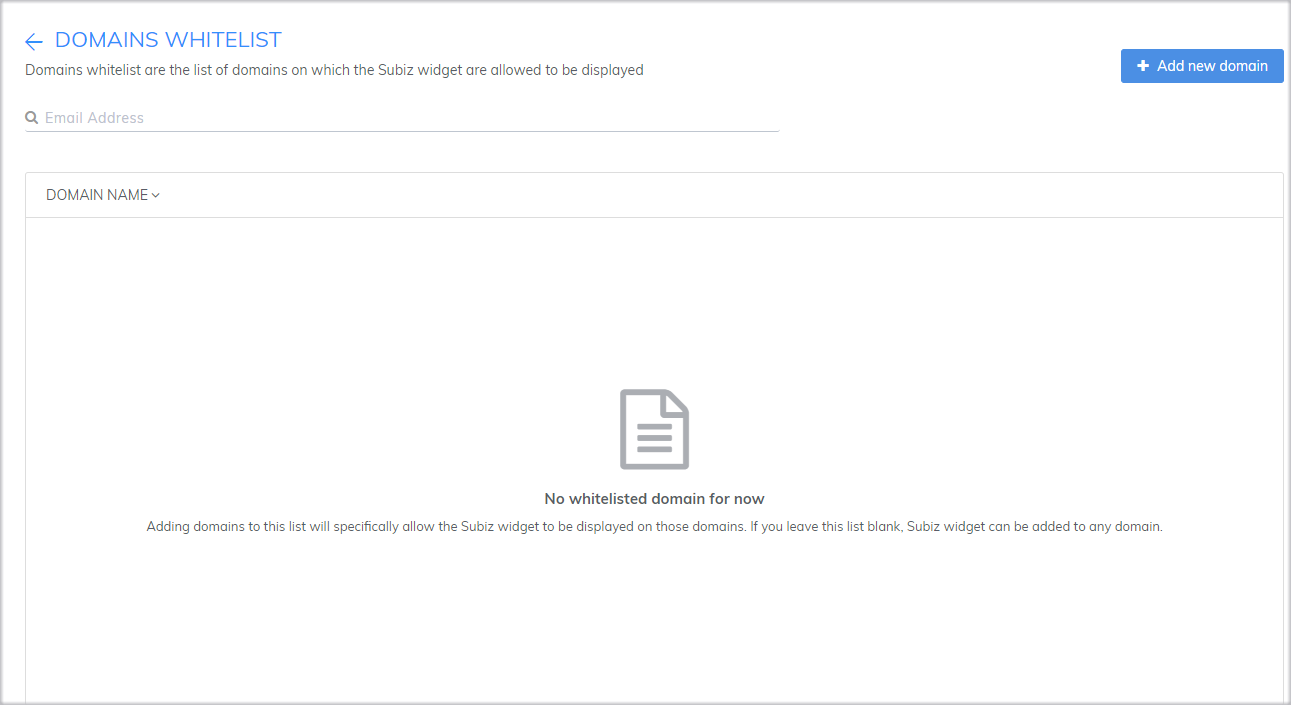 DOMAINS WHITELIST
Domains whitelist are the list of domains on which the Subiz widget are allowed to be displayed
Add new domain
Email Address
DOMAIN NAME
No whitelisted domain for now
Adding domains to this list will specifically allow the Subiz widget to be displayed on those domains. If you leave this list blank, Subiz widget can be added to any domain.